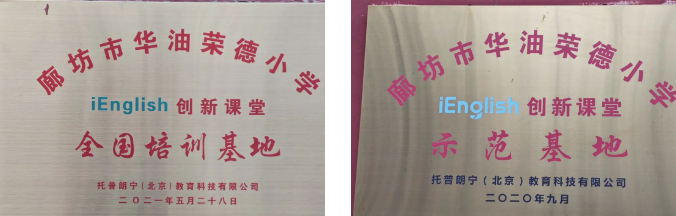 廊坊市华油荣德小学
iEnglish 创新课堂
全国培训基地
托普朗宁(北京)教育科技有限公司
二〇二一年五月二十八日
廊坊市华油荣德小学
iEnglish 创新课堂
示范基地
托普朗宁(北京)教育科技有限公司
二〇二〇年九月